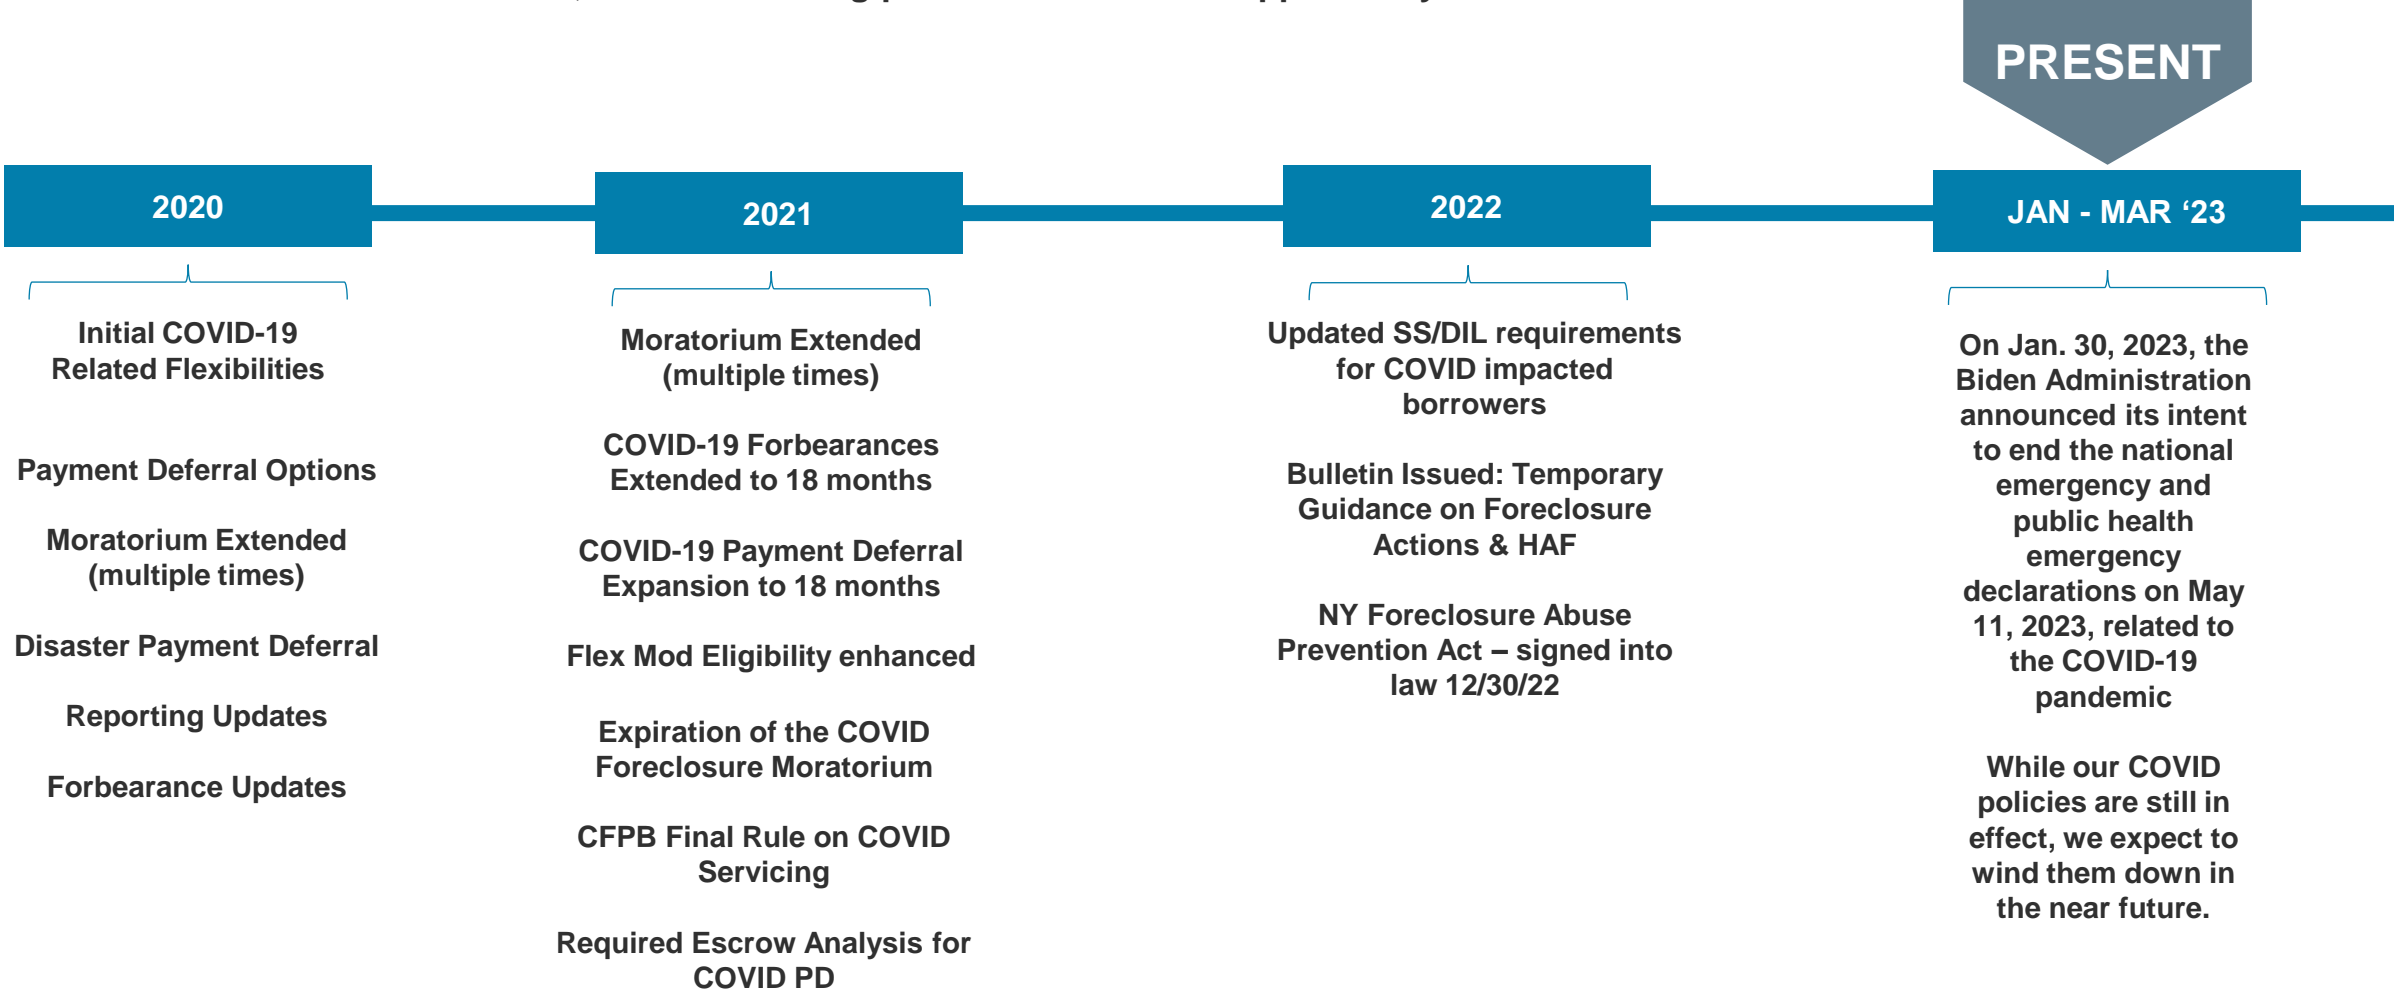 PRESENT
2020
Initial COVID-19
Related Flexibilities
Payment Deferral Options
Moratorium Extended
(multiple times)
Disaster Payment Deferral
Reporting Updates
Forbearance Updates
2021
Moratorium Extended
(multiple times)
COVID-19 Forbearances
Extended to 18 months
COVID-19 Payment Deferral
Expansion to 18 months
Flex Mod Eligibility enhanced
Expiration of the COVID
Foreclosure Moratorium
CFPB Final Rule on COVID
Servicing
Required Escrow Analysis for
COVID PD
2022
Updated SS/DIL requirements
for COVID impacted
borrowers
Bulletin Issued: Temporary
Guidance on Foreclosure
Actions & HAF
NY Foreclosure Abuse
Prevention Act – signed into
law 12/30/22
JAN - MAR ‘23
On Jan. 30, 2023, the
Biden Administration
announced its intent
to end the national
emergency and
public health
emergency
declarations on May
11, 2023, related to
the COVID-19
pandemic
While our COVID
policies are still in
effect, we expect to
wind them down in
the near future.